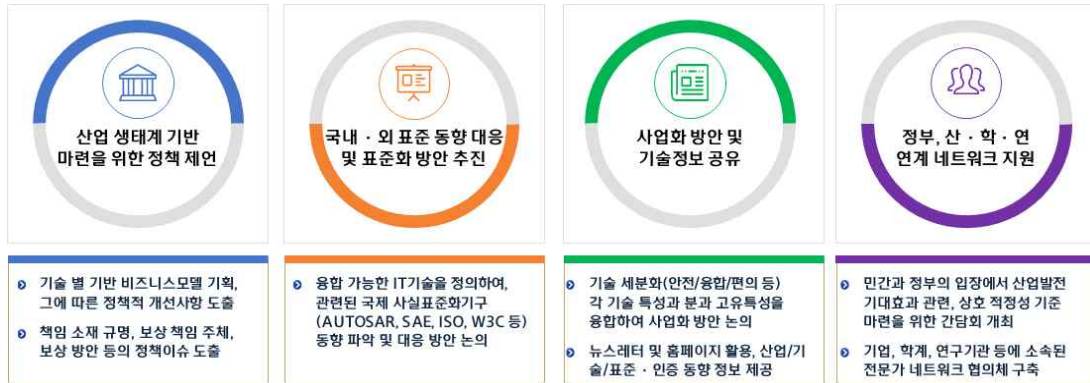 산업 생태계 기반
마련을 위한 정책 제언
국내 · 외 표준 동향 대응
및 표준화 방안 추진
사업화 방안 및
기술정보 공유
정부, 산 · 학 · 연
연계 네트워크 지원
기술 별 기반 비즈니스모델 기획,
그에 따른 정책적 개선사항 도출
책임 소재 규명, 보상 책임 주체,
보상 방안 등의 정책이슈 도출
융합 가능한 IT기술을 정의하여,
관련된 국제 사실표준화기구
(AUTOSAR, SAE, ISO, W3C 등)
동향 파악 및 대응 방안 논의
기술 세분화(안전/융합/편의 등)
각 기술 특성과 분과 고유특성을
융합하여 사업화 방안 논의
뉴스레터 및 홈페이지 활용, 산업/기
술/표준 · 인증 동향 정보 제공
민간과 정부의 입장에서 산업발전
기대효과 관련, 상호 적정성 기준
마련을 위한 간담회 개최
기업, 학계, 연구기관 등에 소속된
전문가 네트워크 협의체 구축